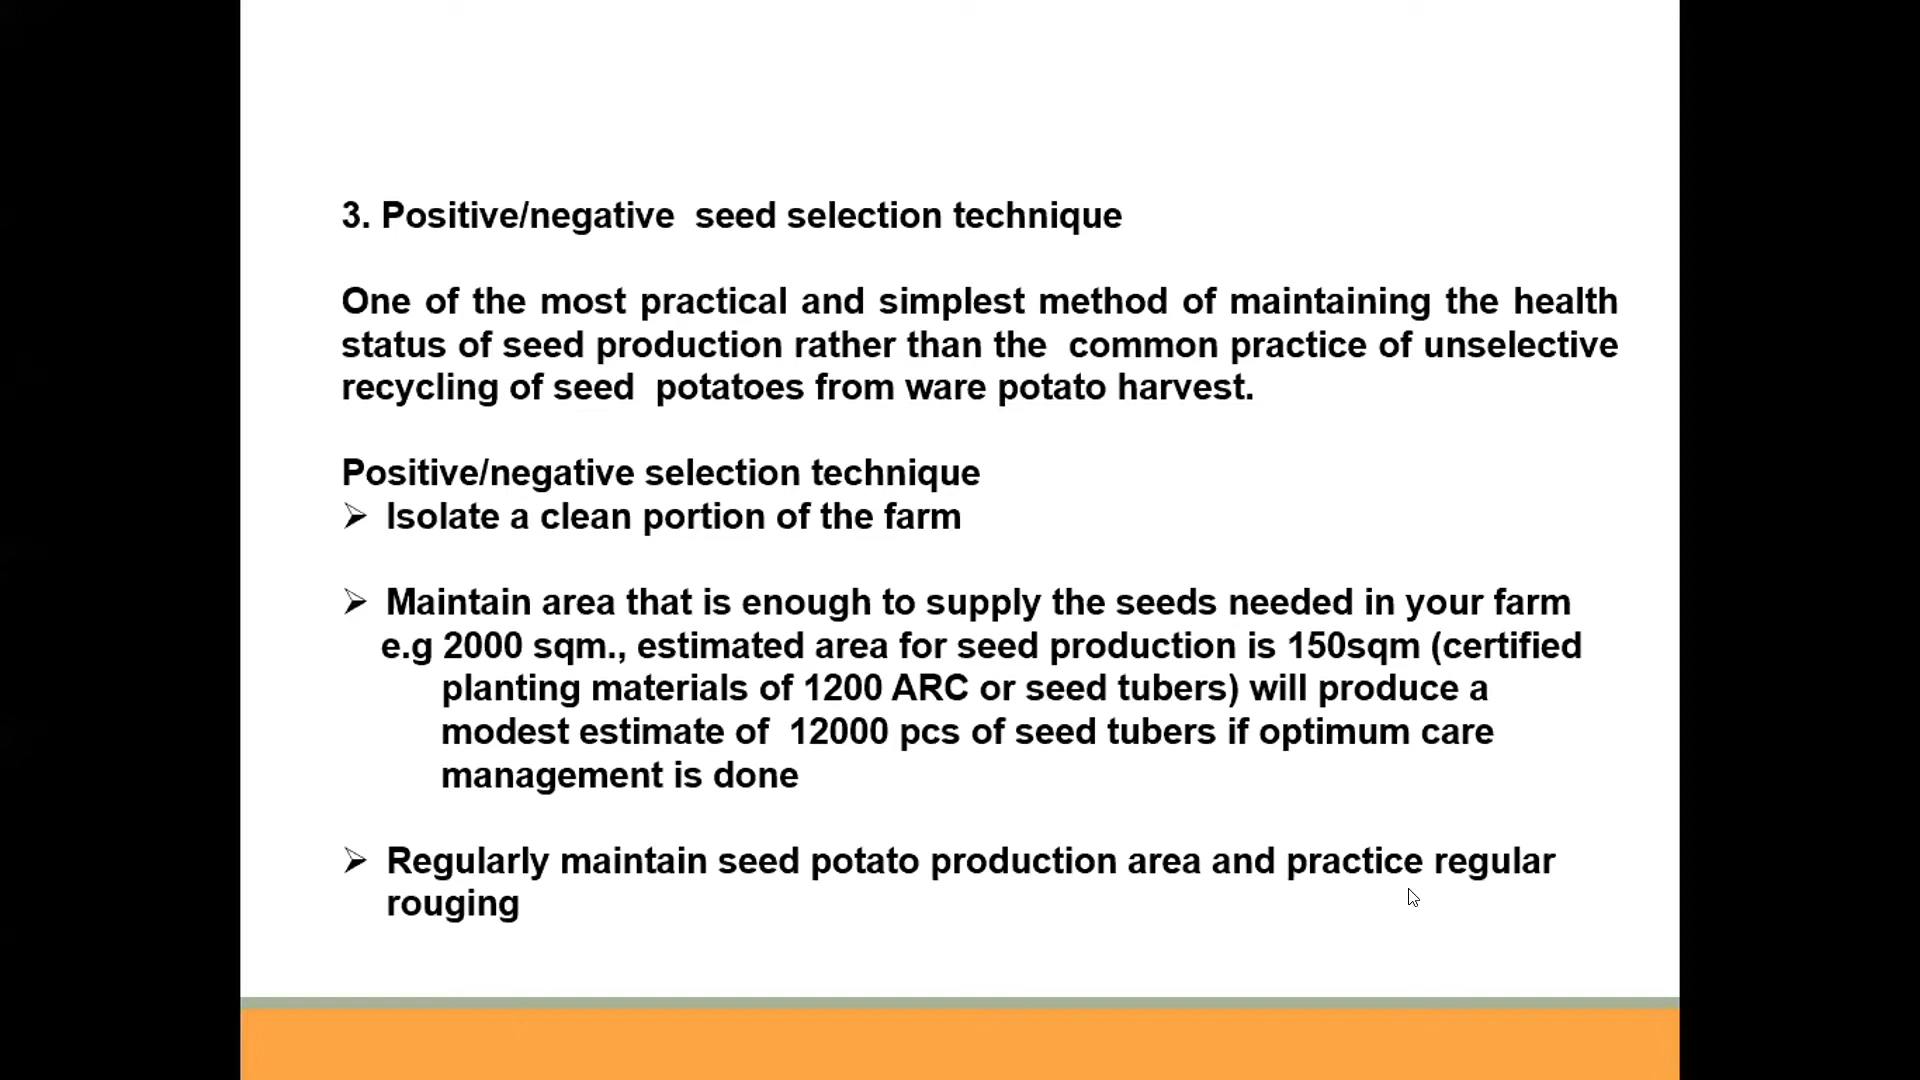 3. Positive/negative  seed selection technique
One of the most practical and simplest method of maintaining the health
status of seed production rather than the  common practice of unselective
recycling of seed  potatoes from ware potato harvest.
Positive/negative selection technique
➢ Isolate a clean portion of the farm
➢ Maintain area that is enough to supply the seeds needed in your farm
e.g 2000 sqm., estimated area for seed production is 150sqm (certified
planting materials of 1200 ARC or seed tubers) will produce a
modest estimate of  12000 pcs of seed tubers if optimum care
management is done
➢ Regularly maintain seed potato production area and practice regular
rouging